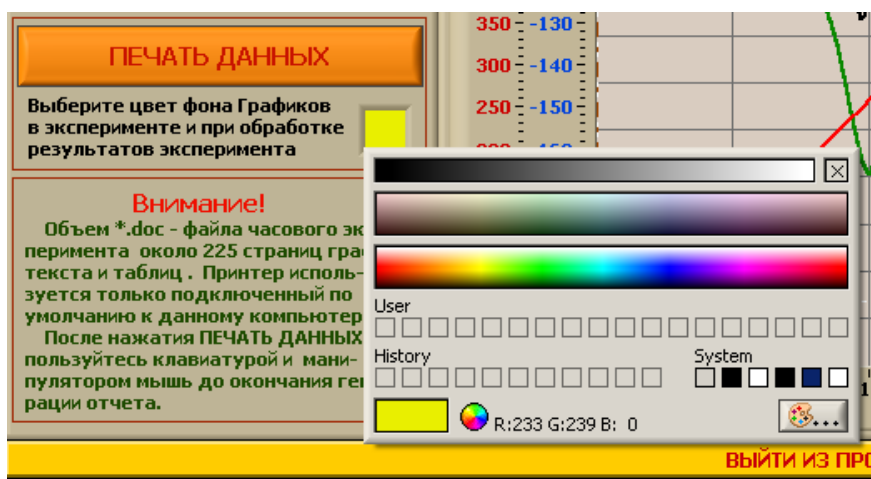 ПЕЧАТЬ ДАННЫХ
Выберите цвет фона Графиков
в эксперименте и при обработке
результатов эксперимента
Внимание!
Объем *.doc - файла часового эк
перимента около 225 страниц гра
текста и таблиц . Принтер исполь-
зуется только подключенный по
умолчанию к данному компьютер
После нажатия ПЕЧАТЬ ДАННЫХ
пользуйтесь клавиатурой и мани-
пулятором мышь до окончания ген
рации отчета.
350 -130
300 -140
250 -150
User
History System
R:233 G:239 B: 0
...
ВЫЙТИ ИЗ ПРО